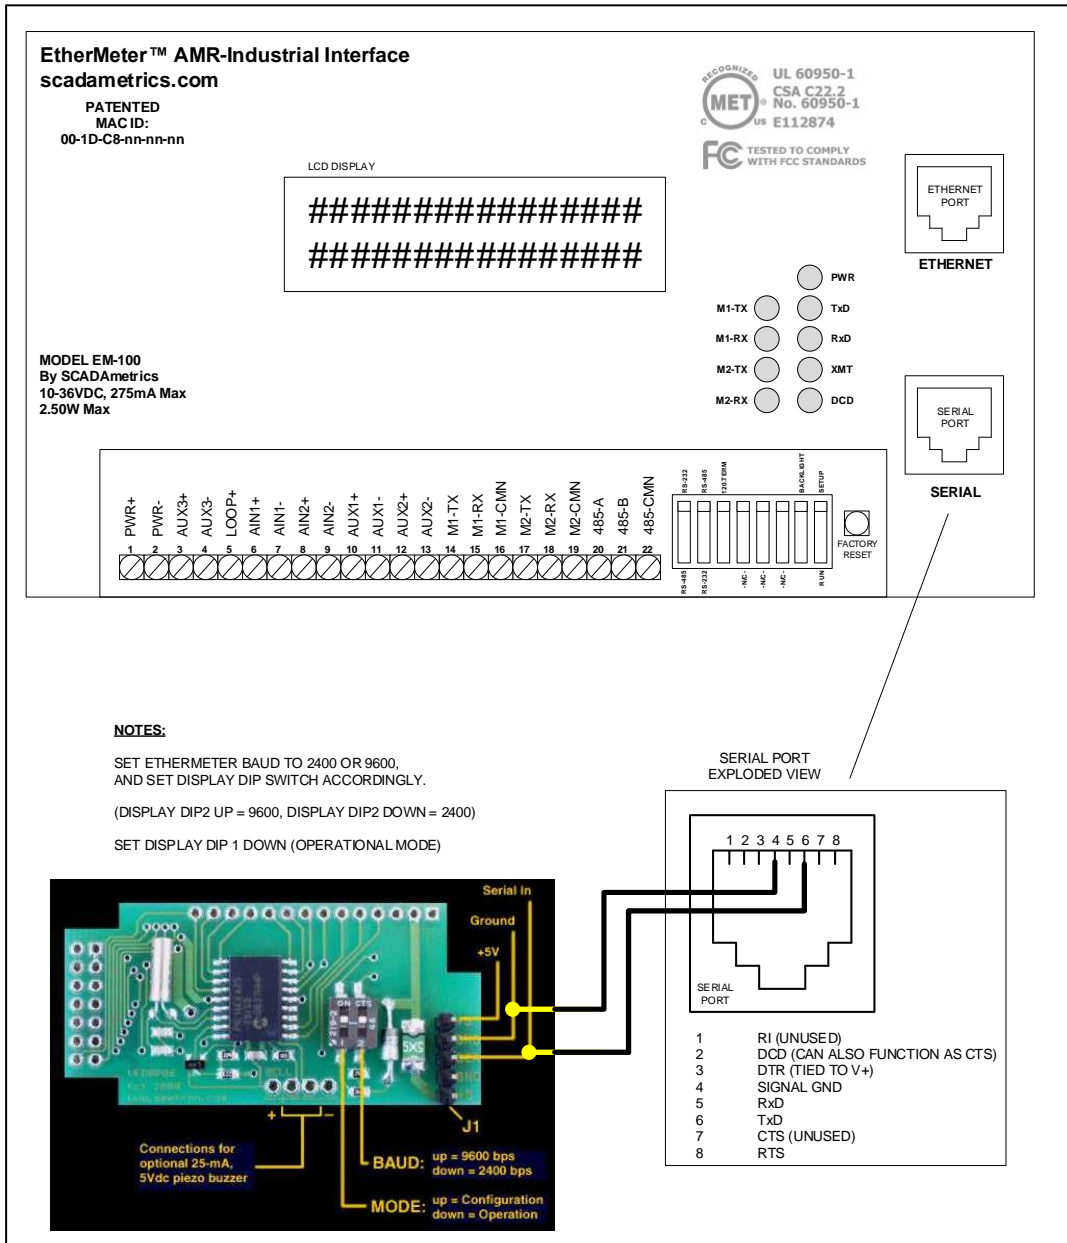 EtherMeter™ AMR-Industrial Interface
scadametrics.com
PATENTED
MAC ID:
00-1D-C8-nn-nn-nn
RECOGNIZED
MET
®
C
US
UL 60950-1
CSA C22.2
No. 60950-1
E112874
FC
TESTED TO COMPLY
WITH FCC STANDARDS
LCD DISPLAY
################
################
ETHERNET
PORT
ETHERNET
PWR
M1-TX
TxD
M1-RX
RxD
M2-TX
XMT
M2-RX
DCD
MODEL EM-100
By SCADAmetrics
10-36VDC, 275mA Max
2.50W Max
SERIAL
PORT
SERIAL
PWR+ PWR- AUX3+ AUX3- LOOP+ AIN1+ AIN1- AIN2+ AIN2- AUX1+ AUX1- AUX2+ AUX2- M1-TX M1-RX M1-CMN M2-TX M2-RX M2-CMN 485-A 485-B 485-CMN
1 2 3 4 5 6 7 8 9 10 11 12 13 14 15 16 17 18 19 20 21 22
RS-232 RS-485 120.TERM BACKLIGHT SETUP
RS-485 RS-232 -N/C- -N/C- -N/C- RUN
FACTORY
RESET
NOTES:
SET ETHERMETER BAUD TO 2400 OR 9600,
AND SET DISPLAY DIP SWITCH ACCORDINGLY.
(DISPLAY DIP2 UP = 9600, DISPLAY DIP2 DOWN = 2400)
SET DISPLAY DIP 1 DOWN (OPERATIONAL MODE)
SERIAL PORT
EXPLODED VIEW
1 2 3 4 5 6 7 8
SERIAL
PORT
1 RI (UNUSED)
2 DCD (CAN ALSO FUNCTION AS CTS)
3 DTR (TIED TO V+)
4 SIGNAL GND
5 RxD
6 TxD
7 CTS (UNUSED)
8 RTS
Serial In
Ground
+5V
ON CTS
BELL
+ −
J1
Connections for
optional 25-mA,
5Vdc piezo buzzer
BAUD: up = 9600 bps
down = 2400 bps
MODE: up = Configuration
down = Operation